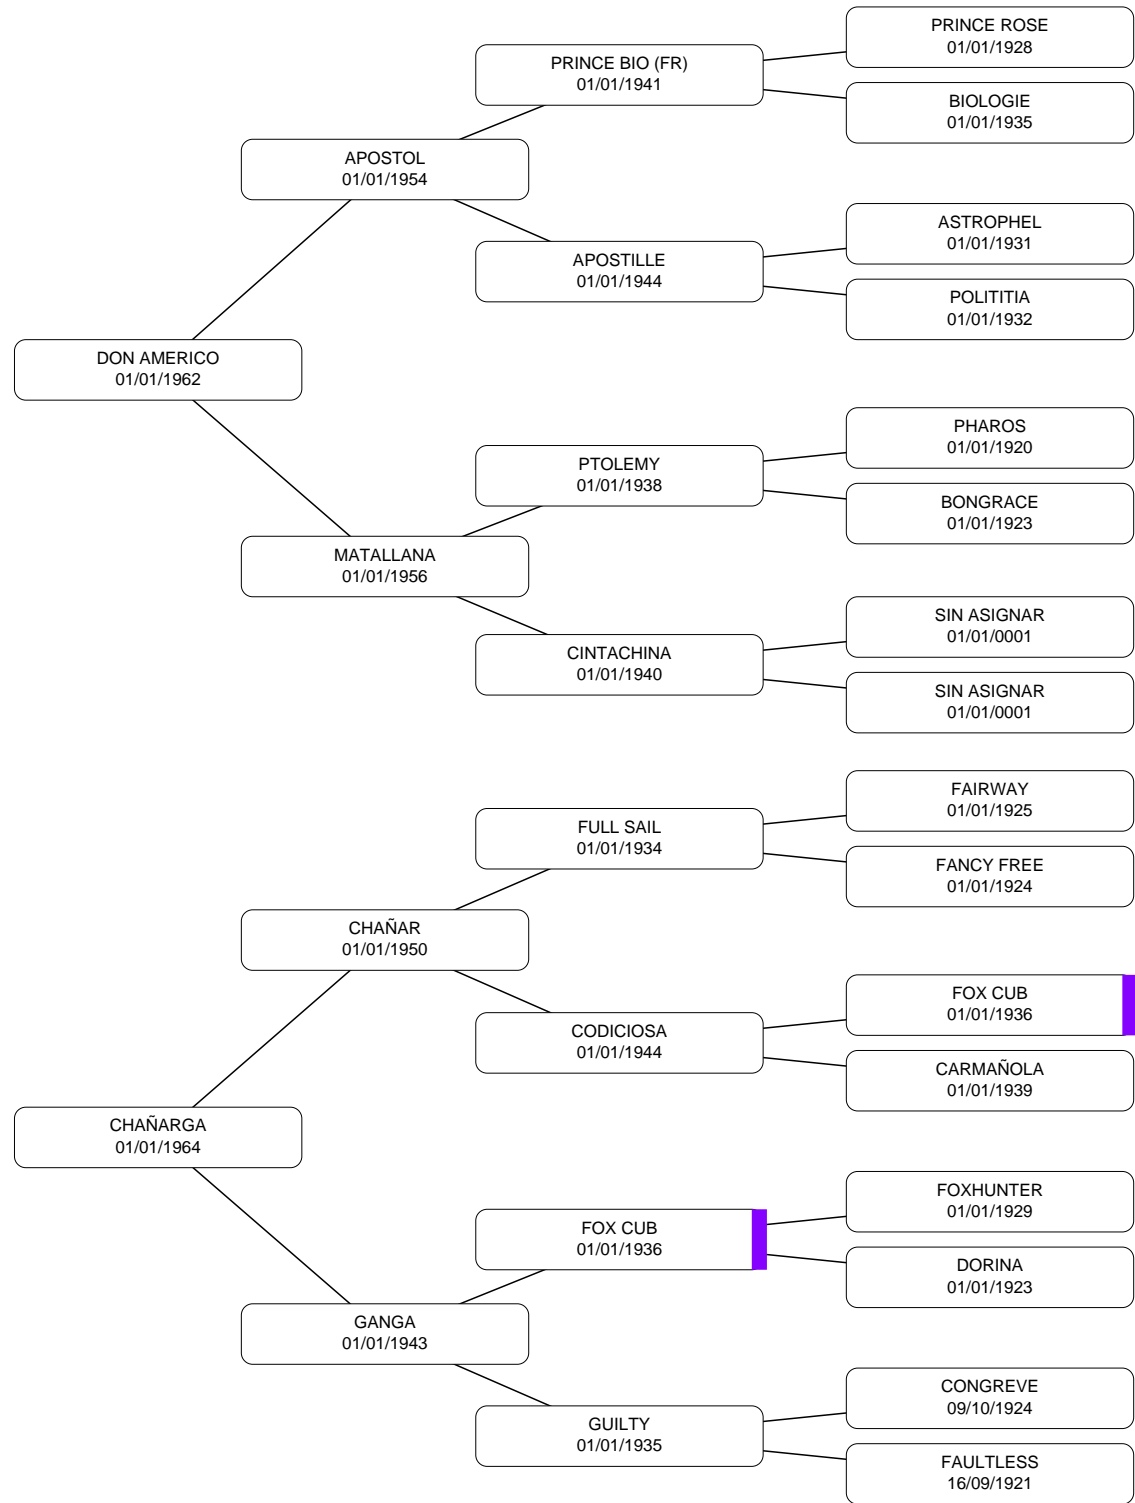 PRINCE ROSE
01/01/1928
PRINCE BIO (FR)
01/01/1941
BIOLOGIE
01/01/1935
APOSTOL
01/01/1954
ASTROPHEL
01/01/1931
APOSTILLE
01/01/1944
POLITITIA
01/01/1932
DON AMERICO
01/01/1962
PHAROS
01/01/1920
PTOLEMY
01/01/1938
BONGRACE
01/01/1923
MATALLANA
01/01/1956
SIN ASIGNAR
01/01/0001
CINTACHINA
01/01/1940
SIN ASIGNAR
01/01/0001
FAIRWAY
01/01/1925
FULL SAIL
01/01/1934
FANCY FREE
01/01/1924
CHAÑAR
01/01/1950
FOX CUB
01/01/1936
CODICIOSA
01/01/1944
CARMAÑOLA
01/01/1939
CHAÑARGA
01/01/1964
FOXHUNTER
01/01/1929
FOX CUB
01/01/1936
DORINA
01/01/1923
GANGA
01/01/1943
CONGREVE
09/10/1924
GUILTY
01/01/1935
FAULTLESS
16/09/1921